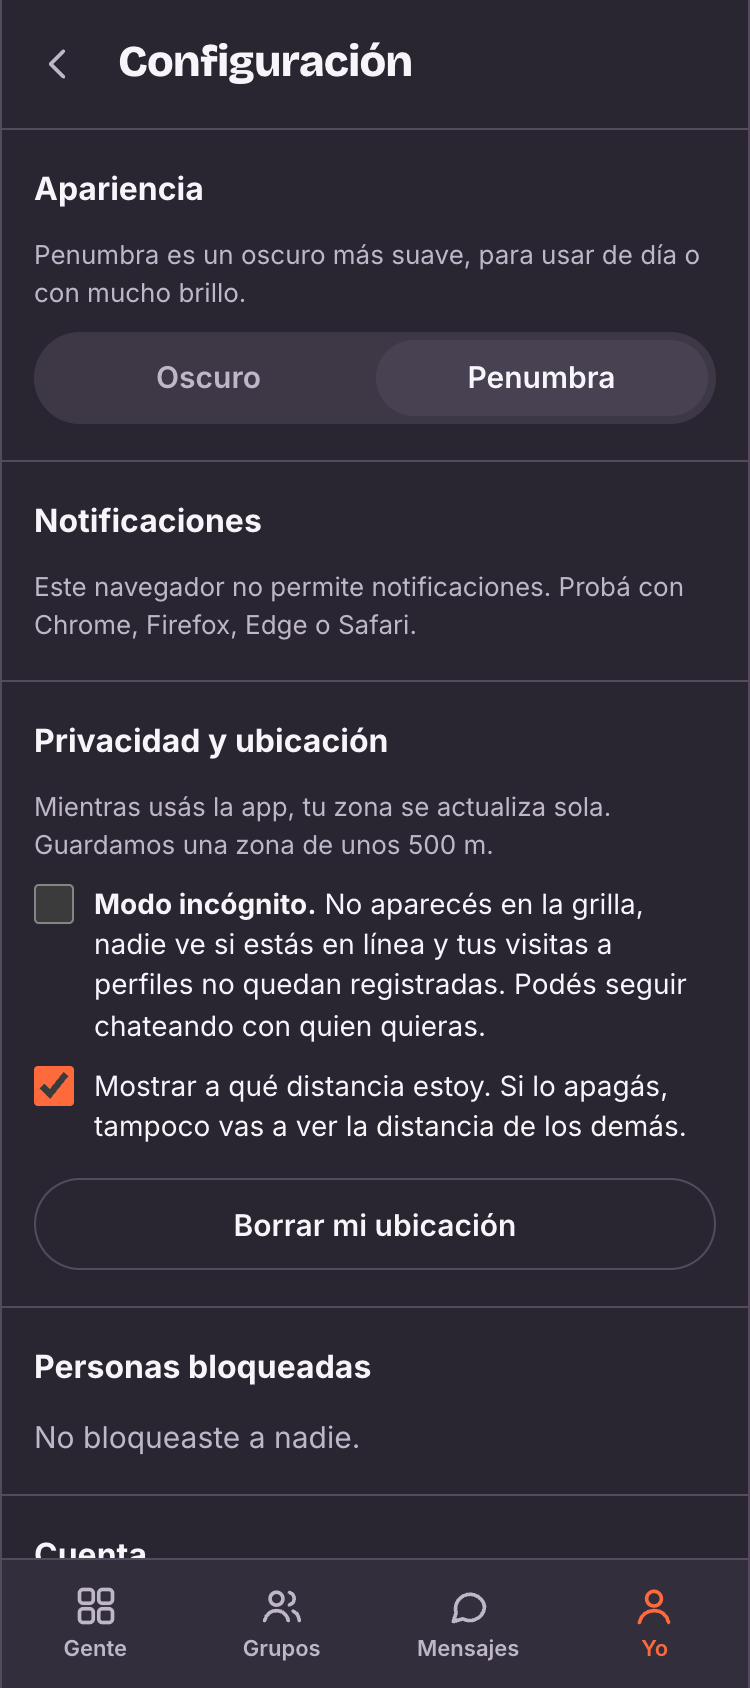 Configuración
Apariencia
Penumbra es un oscuro más suave, para usar de día o
con mucho brillo.
Oscuro
Penumbra
Notificaciones
Este navegador no permite notificaciones. Probá con
Chrome, Firefox, Edge o Safari.
Privacidad y ubicación
Mientras usás la app, tu zona se actualiza sola.
Guardamos una zona de unos 500 m.
Modo incógnito. No aparecés en la grilla,
nadie ve si estás en línea y tus visitas a
perfiles no quedan registradas. Podés seguir
chateando con quien quieras.
Mostrar a qué distancia estoy. Si lo apagás,
tampoco vas a ver la distancia de los demás.
Borrar mi ubicación
Personas bloqueadas
No bloqueaste a nadie.
Cuenta
Gente
Grupos
Mensajes
Yo